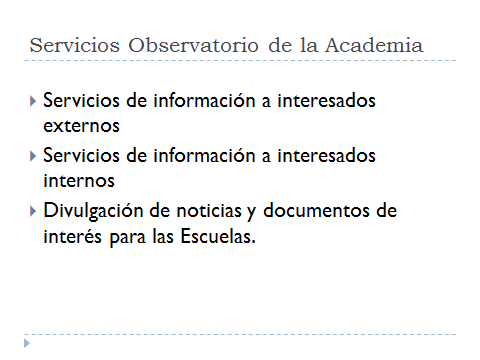 Servicios Observatorio de la Academia
Servicios de información a interesados
externos
Servicios de información a interesados
internos
Divulgación de noticias y documentos de
interés para las Escuelas.